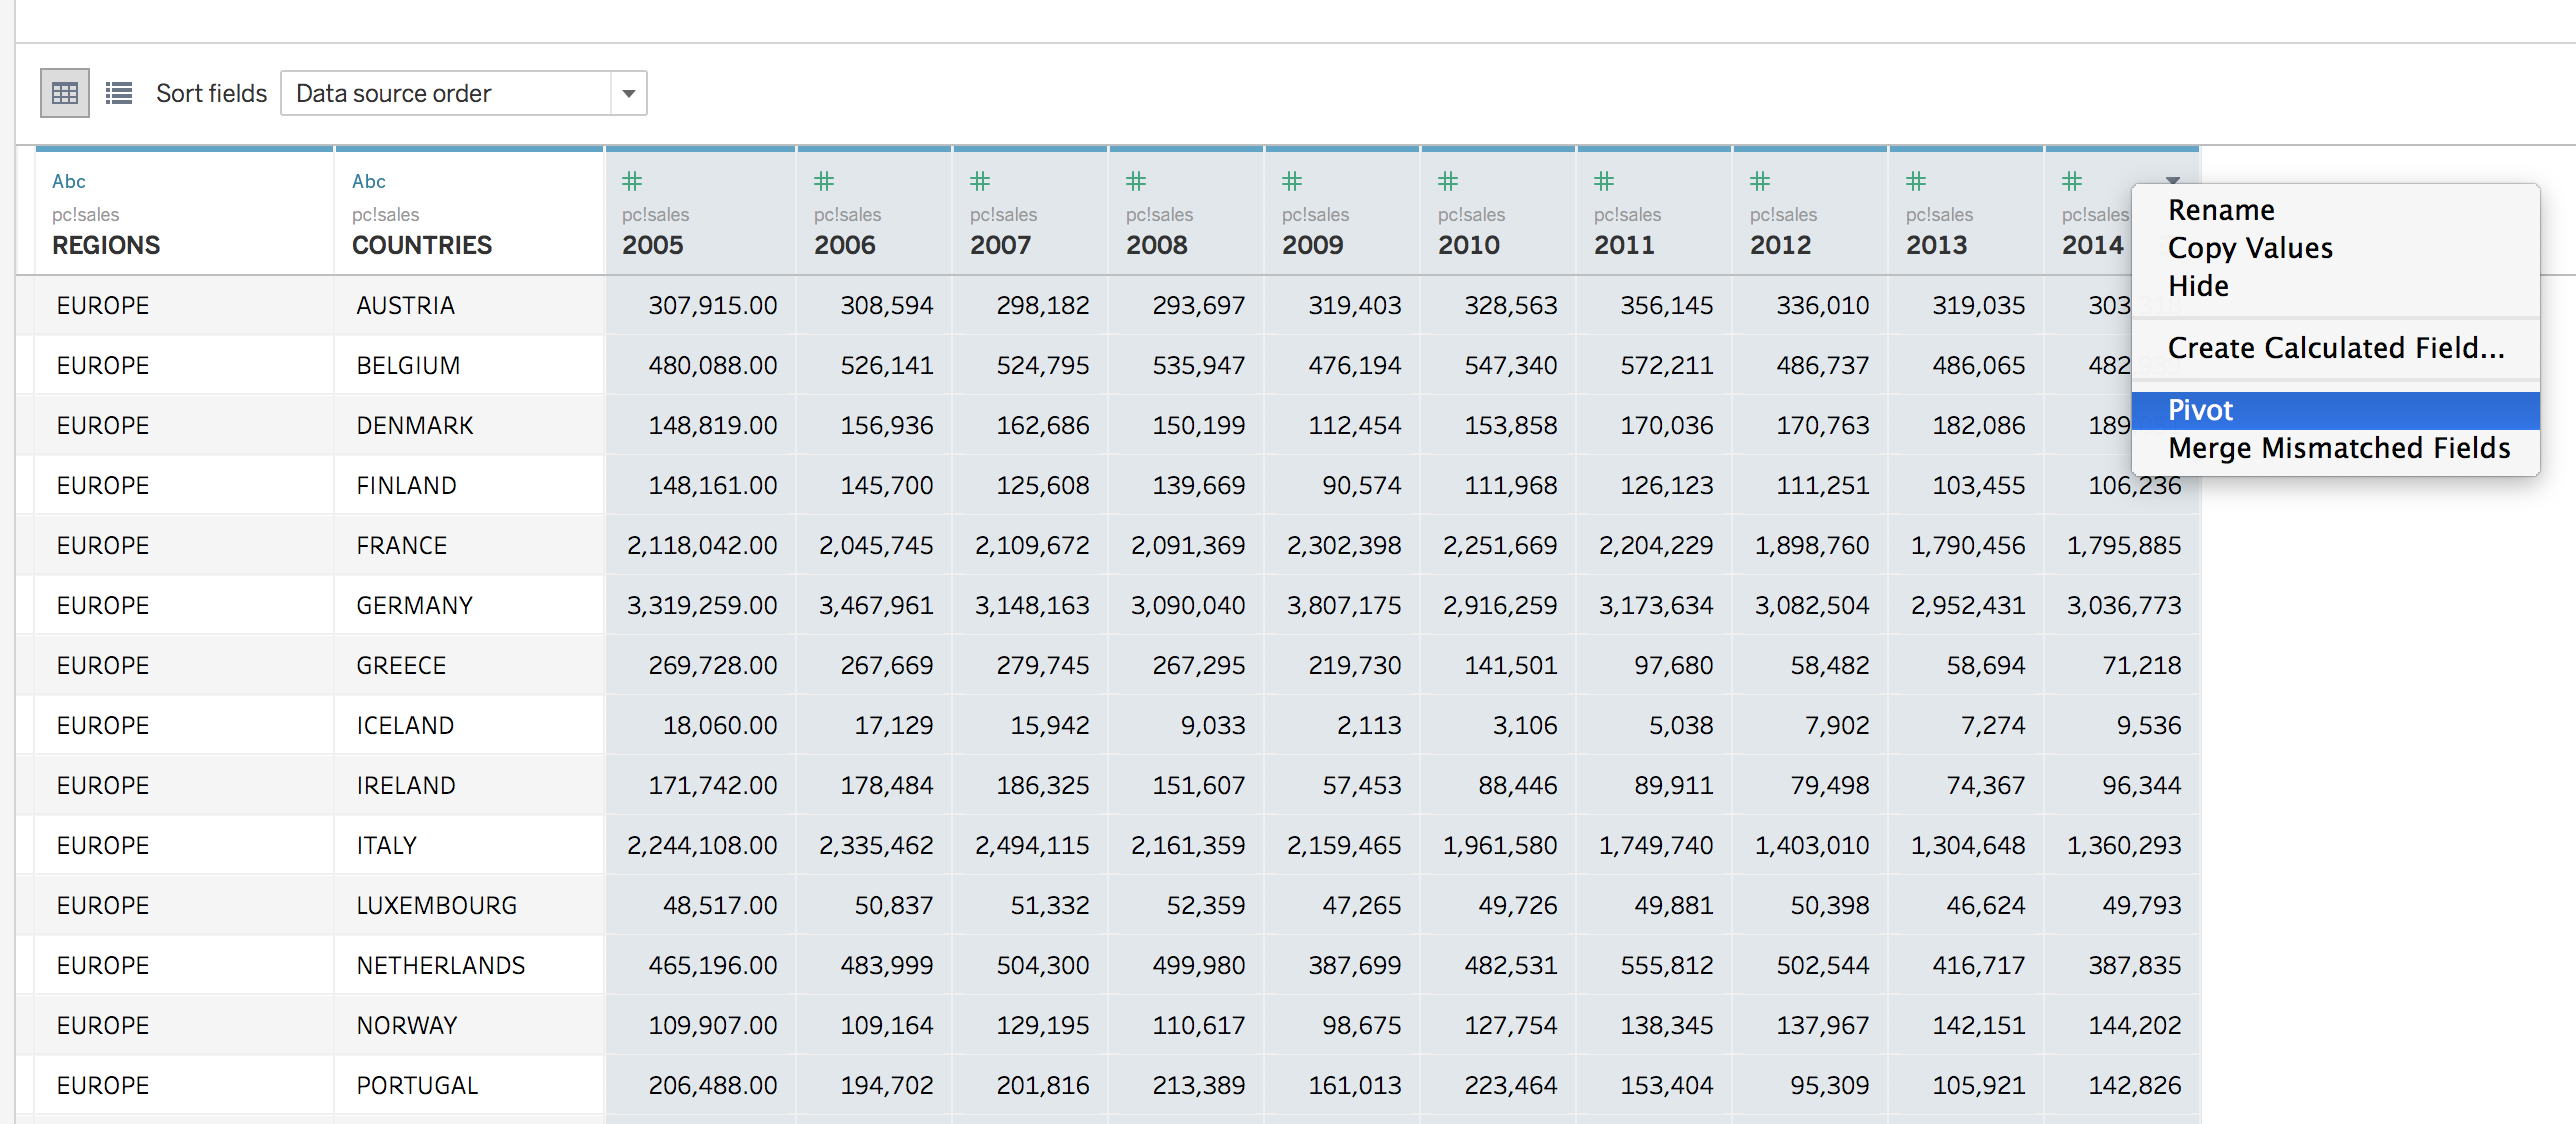 Sort fields Data source order
Abc Abc
pc!sales pc!sales pc!sales pc!sales pc!sales pc!sales pc!sales pc!sales pc!sales pc!sales pc!sales pc!sales
REGIONS COUNTRIES 2005 2006 2007 2008 2009 2010 2011 2012 2013 2014
Rename
Copy Values
Hide
Create Calculated Field...
Pivot
Merge Mismatched Fields
EUROPE AUSTRIA 307,915.00 308,594 298,182 293,697 319,403 328,563 356,145 336,010 319,035 303
EUROPE BELGIUM 480,088.00 526,141 524,795 535,947 476,194 547,340 572,211 486,737 486,065 482
EUROPE DENMARK 148,819.00 156,936 162,686 150,199 112,454 153,858 170,036 170,763 182,086 189
EUROPE FINLAND 148,161.00 145,700 125,608 139,669 90,574 111,968 126,123 111,251 103,455 106,236
EUROPE FRANCE 2,118,042.00 2,045,745 2,109,672 2,091,369 2,302,398 2,251,669 2,204,229 1,898,760 1,790,456 1,795,885
EUROPE GERMANY 3,319,259.00 3,467,961 3,148,163 3,090,040 3,807,175 2,916,259 3,173,634 3,082,504 2,952,431 3,036,773
EUROPE GREECE 269,728.00 267,669 279,745 267,295 219,730 141,501 97,680 58,482 58,694 71,218
EUROPE ICELAND 18,060.00 17,129 15,942 9,033 2,113 3,106 5,038 7,902 7,274 9,536
EUROPE IRELAND 171,742.00 178,484 186,325 151,607 57,453 88,446 89,911 79,498 74,367 96,344
EUROPE ITALY 2,244,108.00 2,335,462 2,494,115 2,161,359 2,159,465 1,961,580 1,749,740 1,403,010 1,304,648 1,360,293
EUROPE LUXEMBOURG 48,517.00 50,837 51,332 52,359 47,265 49,726 49,881 50,398 46,624 49,793
EUROPE NETHERLANDS 465,196.00 483,999 504,300 499,980 387,699 482,531 555,812 502,544 416,717 387,835
EUROPE NORWAY 109,907.00 109,164 129,195 110,617 98,675 127,754 138,345 137,967 142,151 144,202
EUROPE PORTUGAL 206,488.00 194,702 201,816 213,389 161,013 223,464 153,404 95,309 105,921 142,826